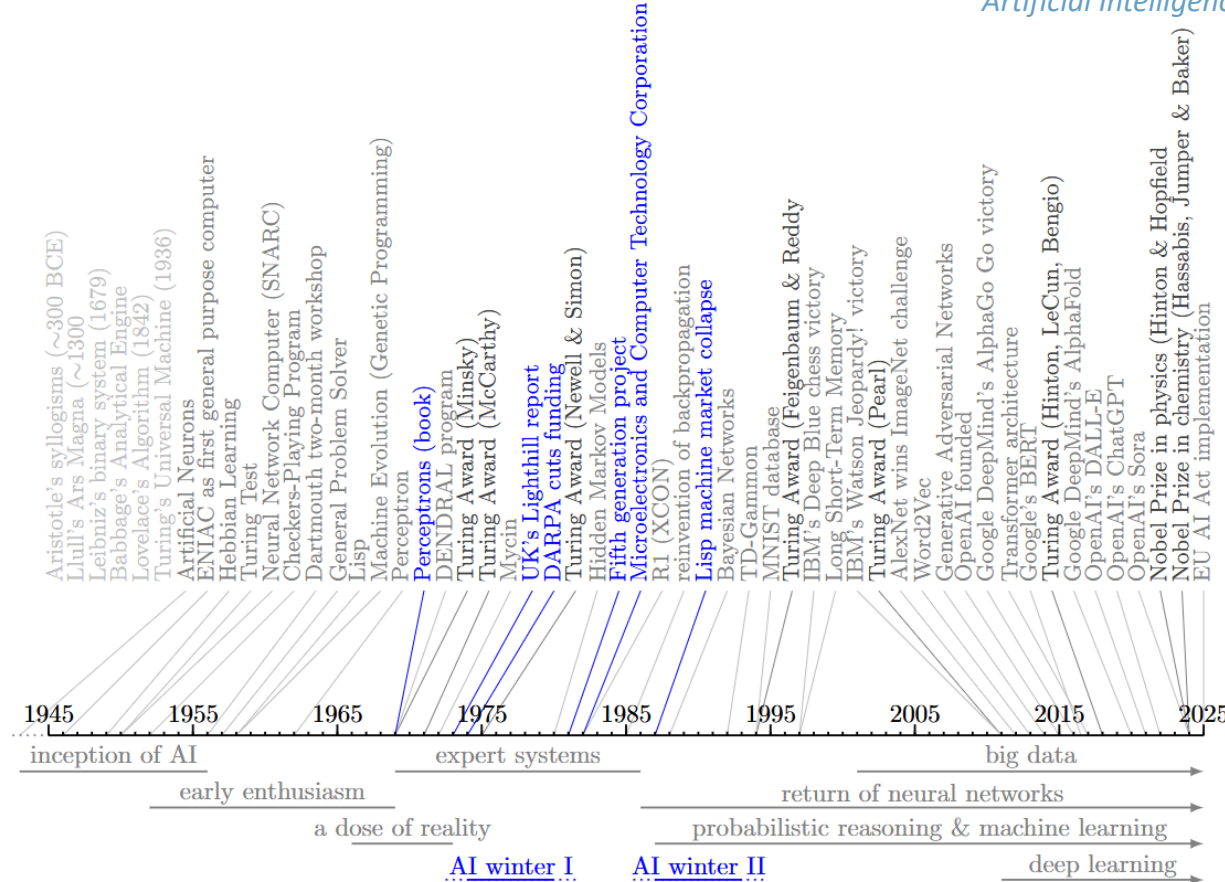 Artificial Intelligenc
Aristotle's syllogisms (~300 BCE)
Llull's Ars Magna (~1300
Leibniz's binary system (1679)
Babbage's Analytical Engine
Lovelace's Algorithm (1842)
Turing's Universal Machine (1936)
Artificial Neurons
ENIAC as first general purpose computer
Hebbian Learning
Turing Test
Neural Network Computer (SNARC)
Checkers-Playing Program
Dartmouth two-month workshop
General Problem Solver
Lisp
Machine Evolution (Genetic Programming)
Perceptron
Perceptrons (book)
DENDRAL program
Turing Award (Minsky)
Turing Award (McCarthy)
Mycin
UK's Lighthill report
DARPA cuts funding
Turing Award (Newell & Simon)
Hidden Markov Models
Fifth generation project
Microelectronics and Computer Technology Corporation
R1 (XCON)
reinvention of backpropagation
Lisp machine market collapse
Bayesian Networks
TD-Gammon
MNIST database
Turing Award (Feigenbaum & Reddy
IBM's Deep Blue chess victory
Long Short-Term Memory
IBM's Watson Jeopardy! victory
Turing Award (Pearl)
AlexNet wins ImageNet challenge
Word2Vec
Generative Adversarial Networks
OpenAI founded
Google DeepMind's AlphaGo Go victory
Transformer architecture
Google's BERT
Turing Award (Hinton, LeCun, Bengio)
Google DeepMind's AlphaFold
OpenAI's DALL-E
OpenAI's ChatGPT
OpenAI's Sora
Nobel Prize in physics (Hinton & Hopfield
Nobel Prize in chemistry (Hassabis, Jumper & Baker)
EU AI Act implementation
1945 1955 1965 1975 1985 1995 2005 2015 2025
inception of AI expert systems big data
early enthusiasm return of neural networks
a dose of reality probabilistic reasoning & machine learning
AI winter I AI winter II deep learning